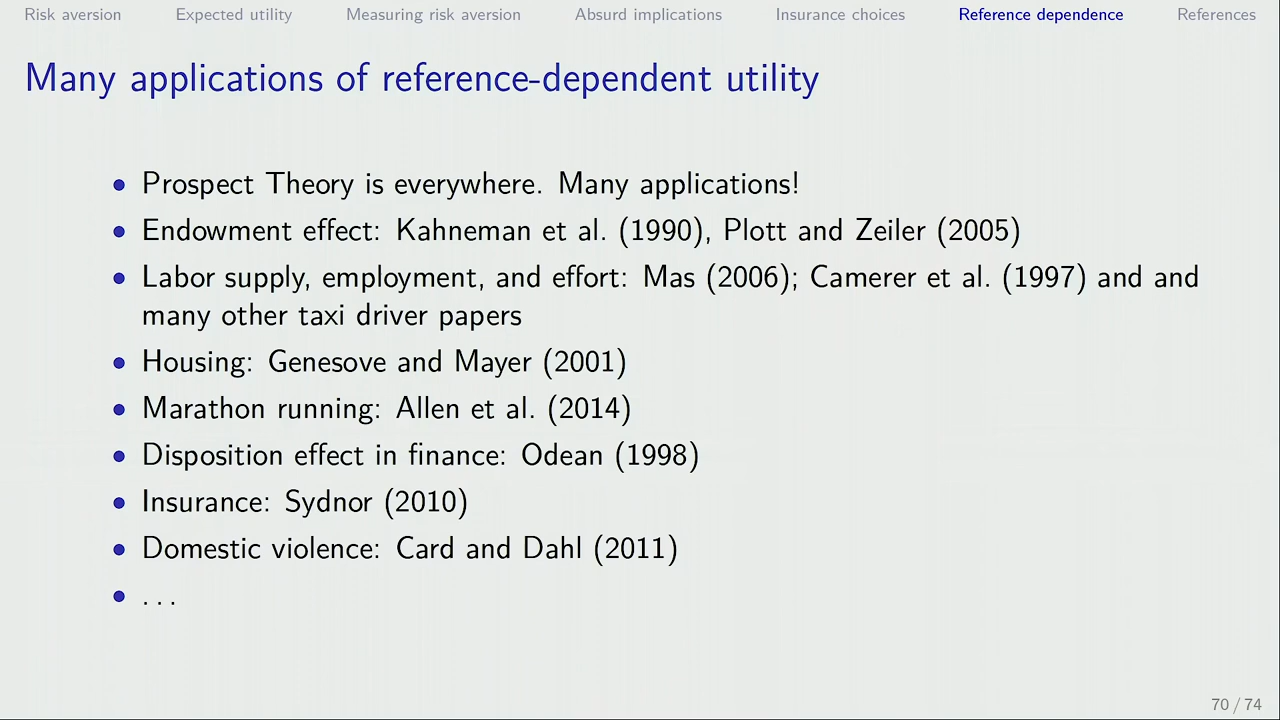 Risk aversion Expected utility Measuring risk aversion Absurd implications Insurance choices Reference dependence References
Many applications of reference-dependent utility
• Prospect Theory is everywhere. Many applications!
• Endowment effect: Kahneman et al. (1990), Plott and Zeiler (2005)
• Labor supply, employment, and effort: Mas (2006); Camerer et al. (1997) and and
many other taxi driver papers
• Housing: Genesove and Mayer (2001)
• Marathon running: Allen et al. (2014)
• Disposition effect in finance: Odean (1998)
• Insurance: Sydnor (2010)
• Domestic violence: Card and Dahl (2011)
• . . .
70 / 74